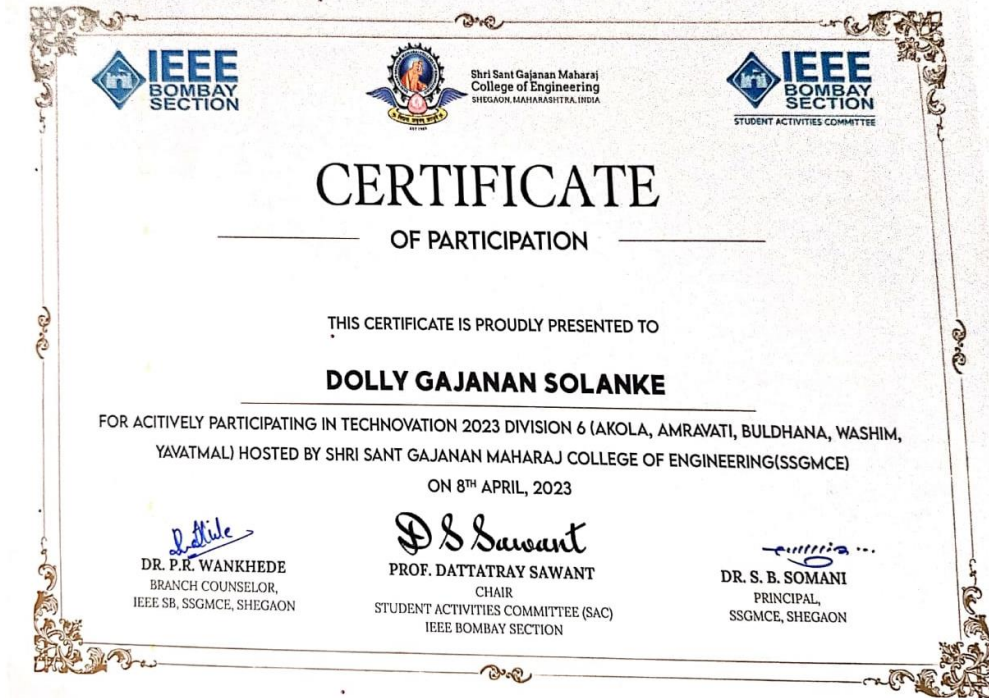 IEEE
BOMBAY
SECTION
Shri Sant Gajanan Maharaj
College of Engineering
SHEGAON, MAHARASHTRA, INDIA
IEEE
BOMBAY
SECTION
STUDENT ACTIVITIES COMMITTEE
CERTIFICATE
OF PARTICIPATION
THIS CERTIFICATE IS PROUDLY PRESENTED TO
DOLLY GAJANAN SOLANKE
FOR ACITIVELY PARTICIPATING IN TECHNOVATION 2023 DIVISION 6 (AKOLA, AMRAVATI, BULDHANA, WASHIM,
YAVATMAL) HOSTED BY SHRI SANT GAJANAN MAHARAJ COLLEGE OF ENGINEERING(SSGMCE)
ON 8TH APRIL, 2023
D S Sawant
DR. P.R. WANKHEDE
BRANCH COUNSELOR,
IEEE SB, SSGMCE, SHEGAON
PROF. DATTATRAY SAWANT
CHAIR
STUDENT ACTIVITIES COMMITTEE (SAC)
IEEE BOMBAY SECTION
DR. S. B. SOMANI
PRINCIPAL,
SSGMCE, SHEGAON